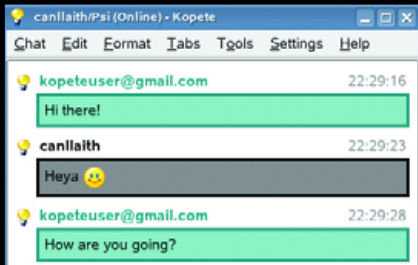 canllaith/Psi (Online) - Kopete
Chat Edit Format Tabs Tools Settings Help
kopeteuser@gmail.com 22:29:16
Hi there!
canllaith 22:29:23
Heya
kopeteuser@gmail.com 22:29:28
How are you going?